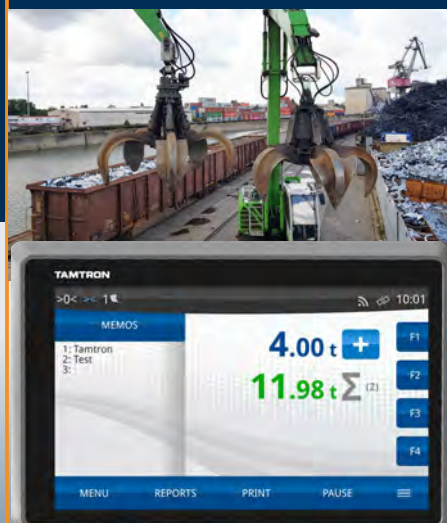 TAMTRON
>0< >< 1 10:01
MEMOS
1: Tamtron
2: Test
3:
4.00 t +
11.98 t Σ (2)
F1
F2
F3
F4
MENU REPORTS PRINT PAUSE